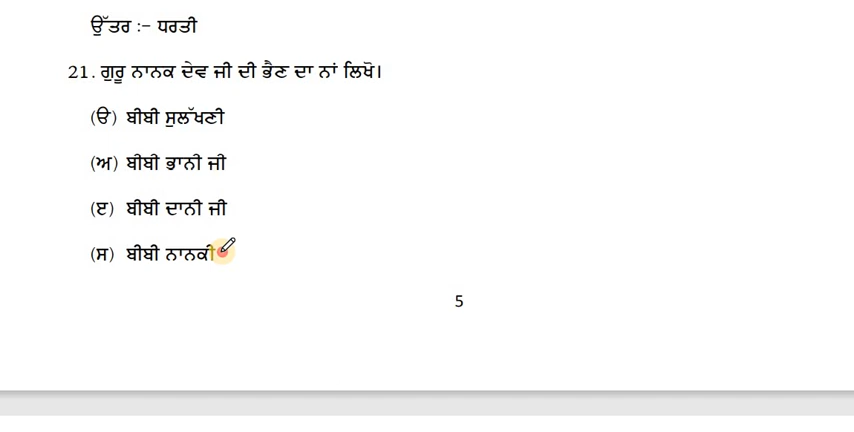 ਉੱਤਰ :- ਧਰਤੀ
21. ਗੁਰੂ ਨਾਨਕ ਦੇਵ ਜੀ ਦੀ ਭੈਣ ਦਾ ਨਾਂ ਲਿਖੋ।
(ੳ) ਬੀਬੀ ਸੁਲੱਖਣੀ
(ਅ) ਬੀਬੀ ਭਾਨੀ ਜੀ
(ੲ) ਬੀਬੀ ਦਾਨੀ ਜੀ
(ਸ) ਬੀਬੀ ਨਾਨਕੀ
5